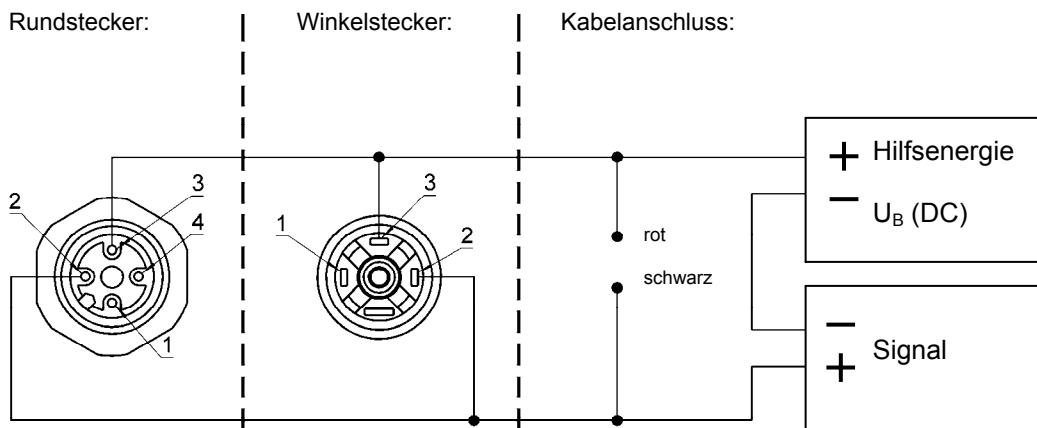 Rundstecker:
Winkelstecker:
Kabelanschluss:
+ Hilfsenergie
− U_B (DC)
2
3
4
1
1
3
2
rot
schwarz
−
+
Signal